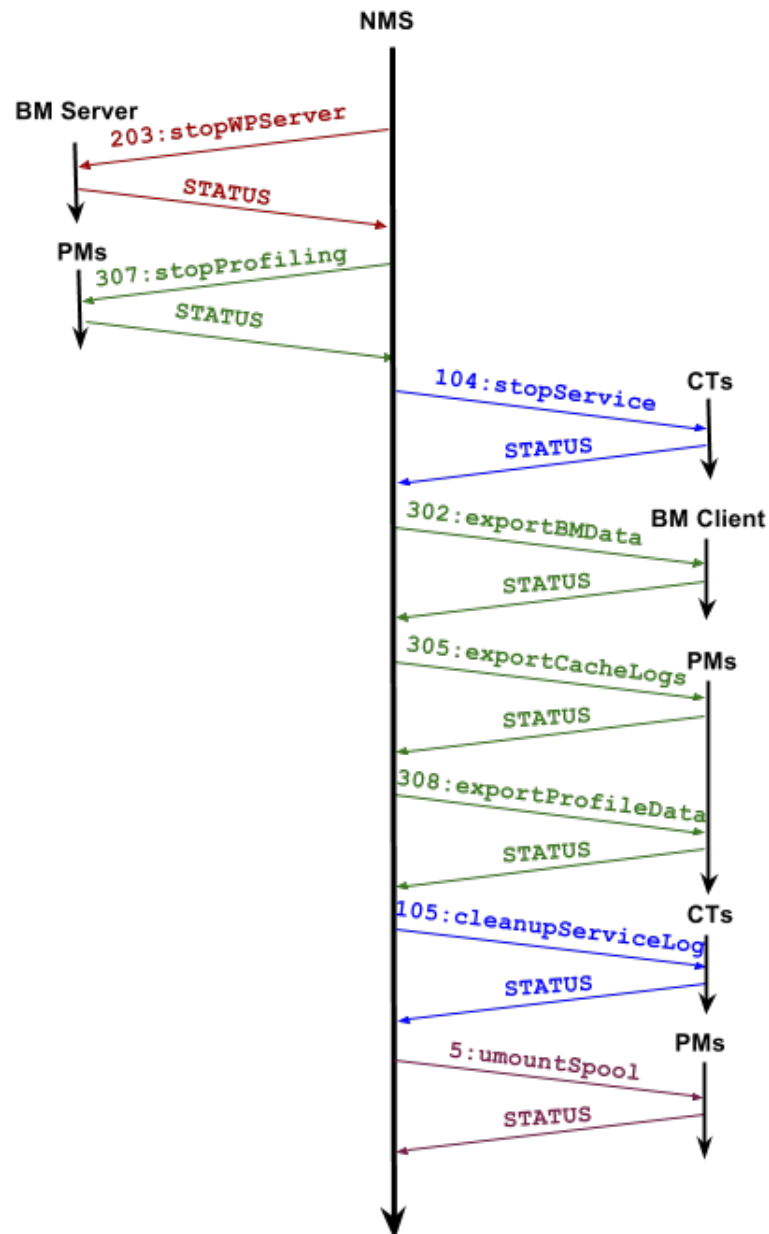 NMS
BM Server
203:stopWPServer
STATUS
PMs
307:stopProfiling
STATUS
CTs
104:stopService
STATUS
BM Client
302:exportBMData
STATUS
PMs
305:exportCacheLogs
STATUS
308:exportProfileData
STATUS
CTs
105:cleanupServiceLog
STATUS
PMs
5:umountSpool
STATUS